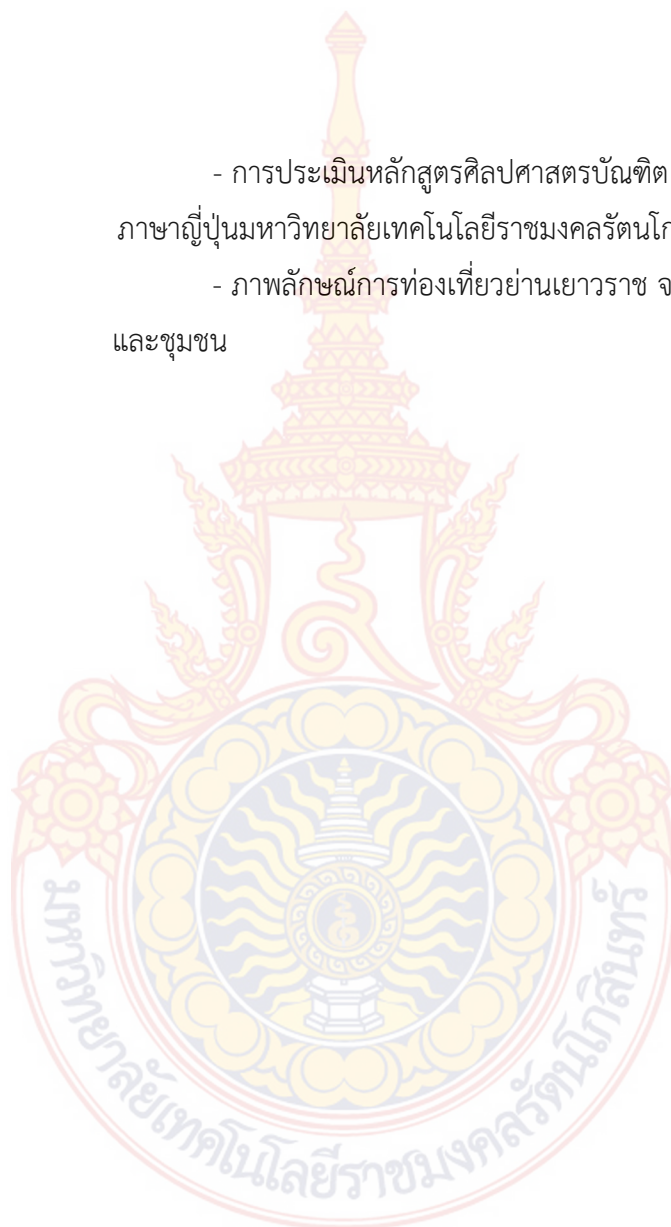 - การประเมินหลักสูตรศิลปศาสตรบัณฑิต
ภาษาญี่ปุ่นมหาวิทยาลัยเทคโนโลยีราชมงคลรัตนโก
- ภาพลักษณ์การท่องเที่ยวย่านเยาวราช จ
และชุมชน
มหาวิทยาลัยเทคโนโลยีราชมงคลรัตนโกสินทร์